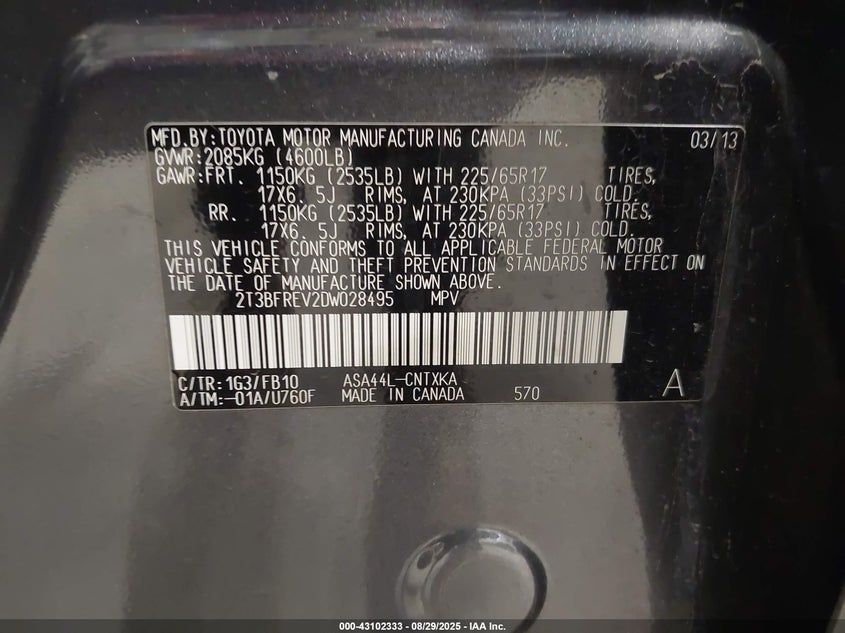 MFD.BY:TOYOTA MOTOR MANUFACTURING CANADA INC. 03/13
GVWR:2085KG (4600LB)
GAWR:FRT. 1150KG (2535LB) WITH 225/65R17 TIRES,
17X6. 5J RIMS, AT 230KPA (33PSI) COLD.
RR. 1150KG (2535LB) WITH 225/65R17 TIRES,
17X6. 5J RIMS, AT 230KPA (33PSI) COLD.
THIS VEHICLE CONFORMS TO ALL APPLICABLE FEDERAL MOTOR
VEHICLE SAFETY AND THEFT PREVENTION STANDARDS IN EFFECT ON
THE DATE OF MANUFACTURE SHOWN ABOVE.
2T3BFREV2DW028495 MPV
C/TR:1G3/FB10 ASA44L-CNTXKA A
A/TM:-01A/U760F MADE IN CANADA 570
000-43102333 - 08/29/2025 - IAA Inc.